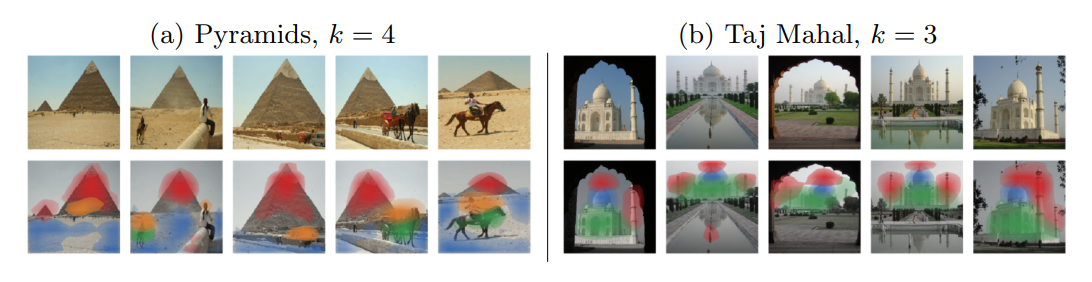 (a) Pyramids, k = 4
(b) Taj Mahal, k = 3